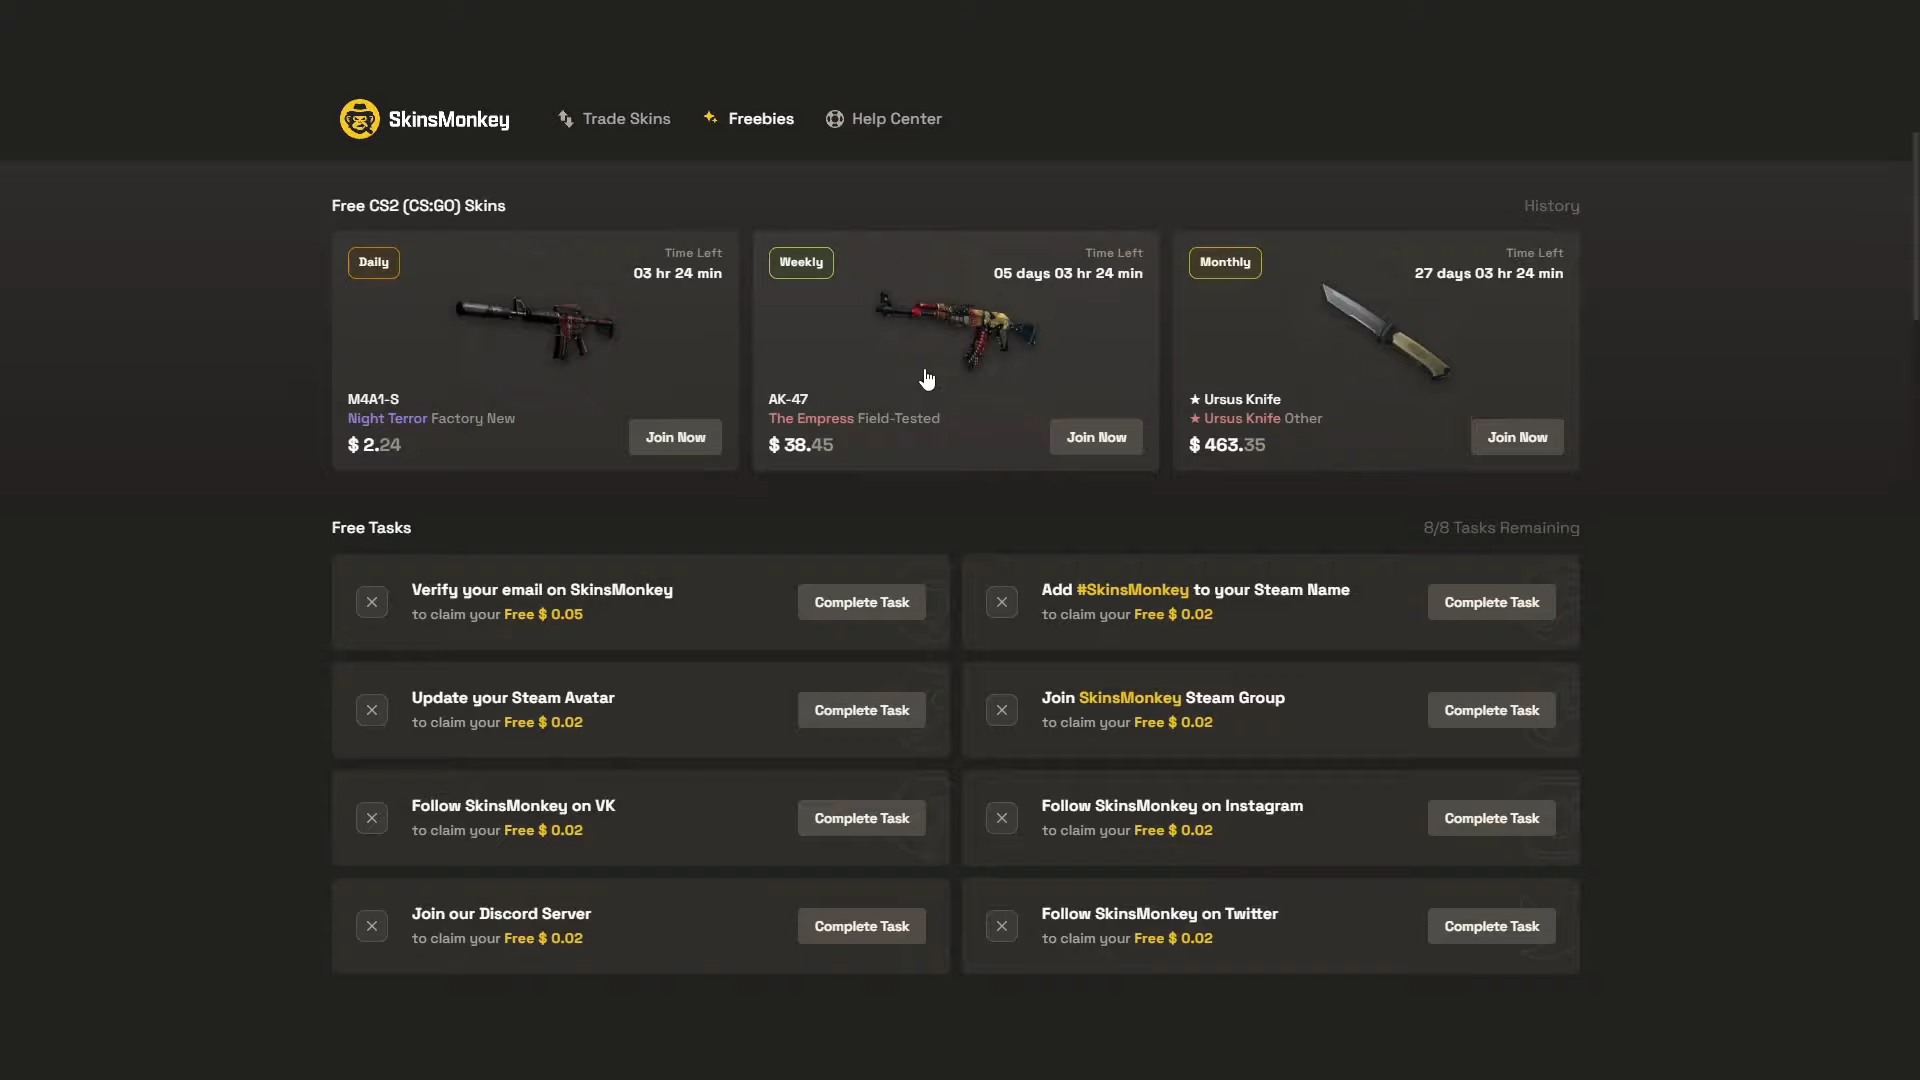 SkinsMonkey
Trade Skins
Freebies
Help Center
Free CS2 (CS:GO) Skins
History
Daily
Time Left
03 hr 24 min
M4A1-S
Night Terror Factory New
$ 2.24
Join Now
Weekly
Time Left
05 days 03 hr 24 min
AK-47
The Empress Field-Tested
$ 38.45
Join Now
Monthly
Time Left
27 days 03 hr 24 min
★ Ursus Knife
★ Ursus Knife Other
$ 463.35
Join Now
Free Tasks
8/8 Tasks Remaining
Verify your email on SkinsMonkey
to claim your Free $ 0.05
Complete Task
Add #SkinsMonkey to your Steam Name
to claim your Free $ 0.02
Complete Task
Update your Steam Avatar
to claim your Free $ 0.02
Complete Task
Join SkinsMonkey Steam Group
to claim your Free $ 0.02
Complete Task
Follow SkinsMonkey on VK
to claim your Free $ 0.02
Complete Task
Follow SkinsMonkey on Instagram
to claim your Free $ 0.02
Complete Task
Join our Discord Server
to claim your Free $ 0.02
Complete Task
Follow SkinsMonkey on Twitter
to claim your Free $ 0.02
Complete Task